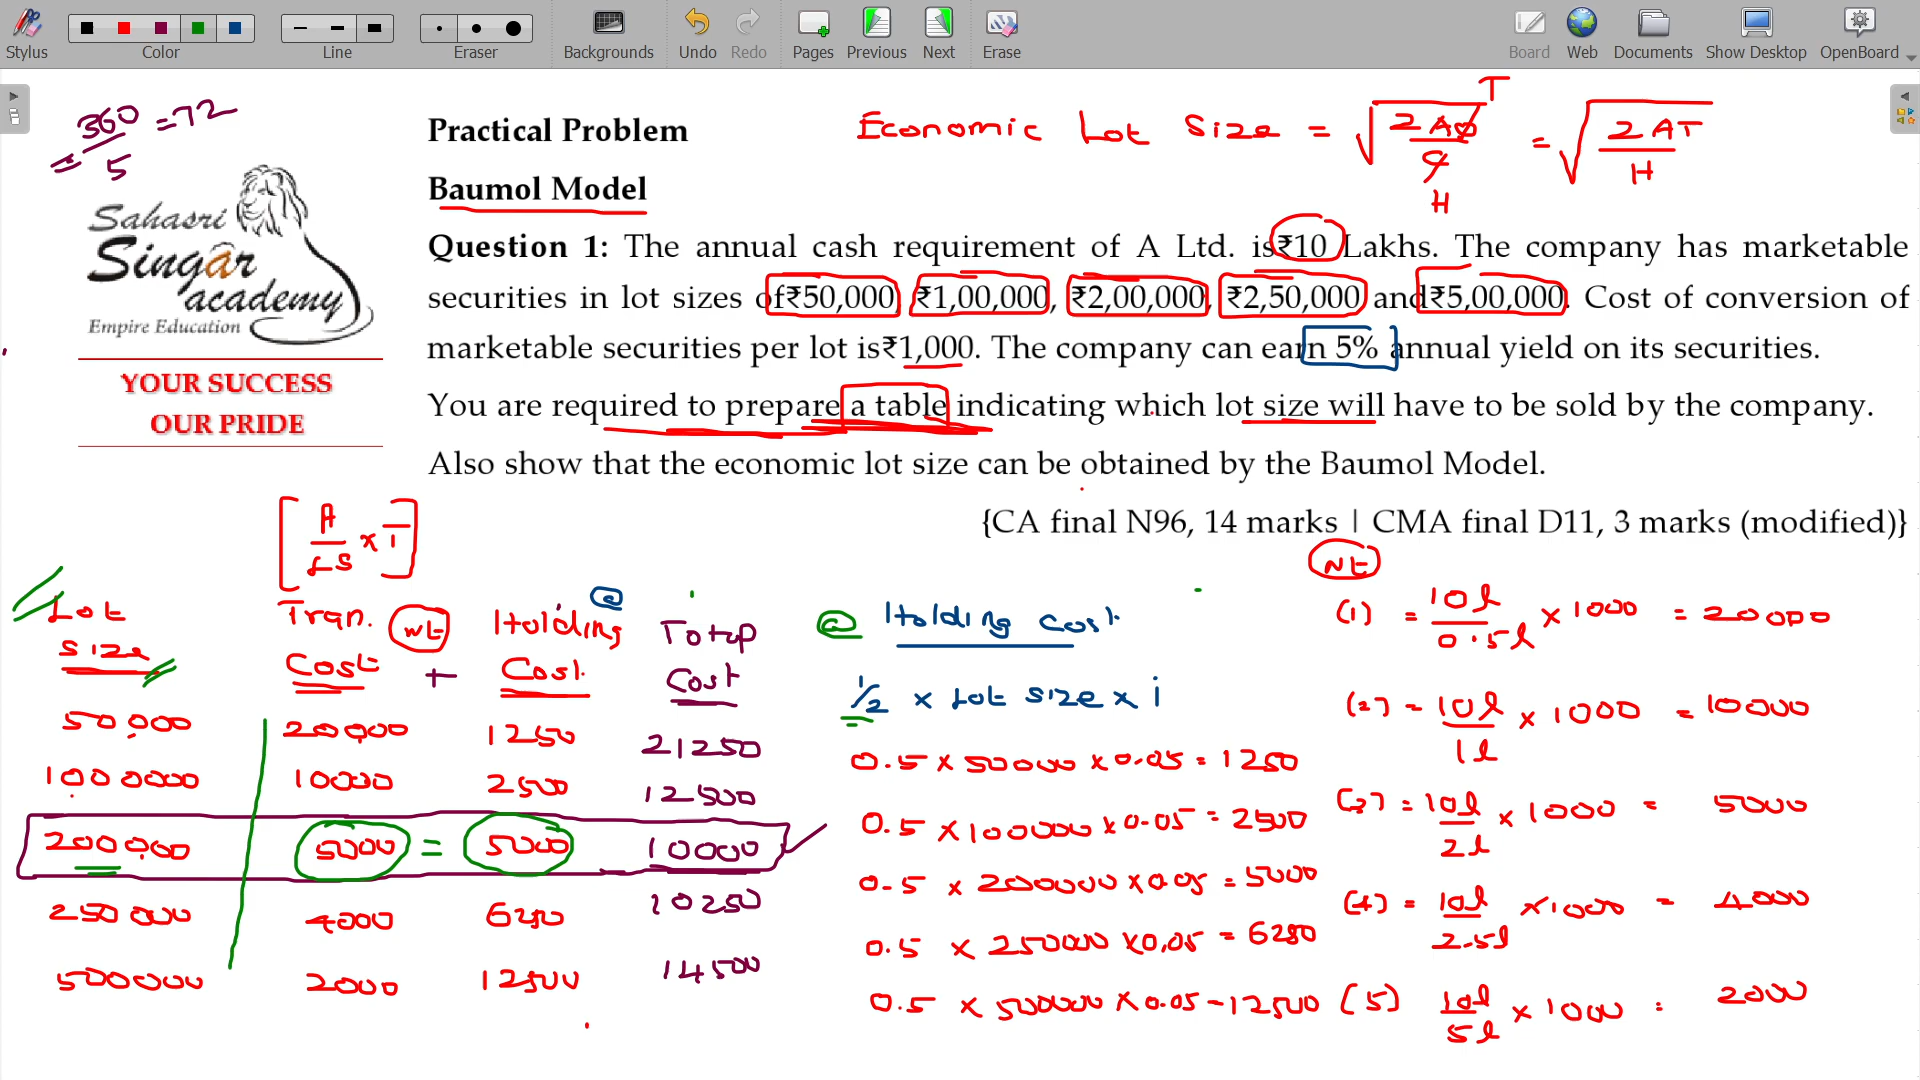 Stylus Color Line Eraser Backgrounds Undo Redo Pages Previous Next Erase Board Web Documents Show Desktop OpenBoard
= 360/5 = 72
Sahasri
Singar
academy
Empire Education
YOUR SUCCESS
OUR PRIDE
Practical Problem
Economic Lot Size = √(2AO/C) T H = √(2AT/H)
Baumol Model
Question 1: The annual cash requirement of A Ltd. is ₹10 Lakhs. The company has marketable
securities in lot sizes of ₹50,000, ₹1,00,000, ₹2,00,000, ₹2,50,000 and ₹5,00,000. Cost of conversion of
marketable securities per lot is ₹1,000. The company can earn 5% annual yield on its securities.
You are required to prepare a table indicating which lot size will have to be sold by the company.
Also show that the economic lot size can be obtained by the Baumol Model.
{CA final N96, 14 marks | CMA final D11, 3 marks (modified)}
[A/LS × T/1]
Lot Size Tran. Cost + Holding Cost Total Cost
50,000 20,000 1250 21250
1000000 10000 2500 12500
200000 5000 = 5000 10000
250000 4000 6250 10250
500000 2000 12500 14500
@ Holding cost
1/2 × Lot size × i
0.5 × 50000 × 0.05 = 1250
0.5 × 100000 × 0.05 = 2500
0.5 × 200000 × 0.05 = 5000
0.5 × 250000 × 0.05 = 6250
0.5 × 500000 × 0.05 - 12500
(1) = 10l/0.5l × 1000 = 20000
(2) = 10l/1l × 1000 = 10000
(3) = 10l/2l × 1000 = 5000
(4) = 10l/2.5l × 1000 = 4000
(5) 10l/5l × 1000 = 2000